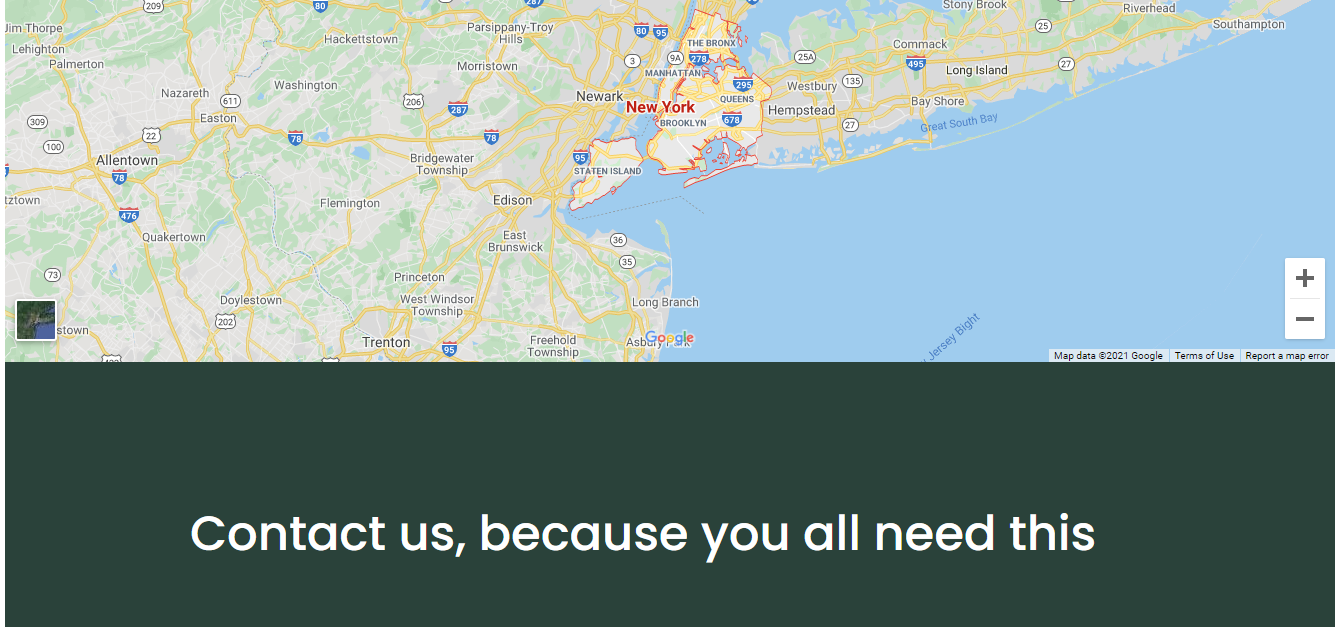 209
80
287
Stony Brook
Riverhead
Jim Thorpe
Parsippany-Troy
Hills
80
95
25
Southampton
Lehighton
Hackettstown
THE BRONX
Commack
Palmerton
3
9A
278
25A
495
27
Morristown
MANHATTAN
Long Island
Washington
295
Westbury
135
Nazareth
611
206
287
Newark
New York
QUEENS
Bay Shore
Easton
Hempstead
309
22
78
78
BROOKLYN
678
27
Great South Bay
100
Allentown
Bridgewater
Township
95
78
STATEN ISLAND
tztown
Flemington
Edison
476
Quakertown
East
Brunswick
36
35
73
Princeton
Doylestown
West Windsor
Township
Long Branch
202
stown
Trenton
95
Freehold
Township
Asbury Park
Google
Jersey Bight
Map data ©2021 Google
Terms of Use
Report a map error
Contact us, because you all need this